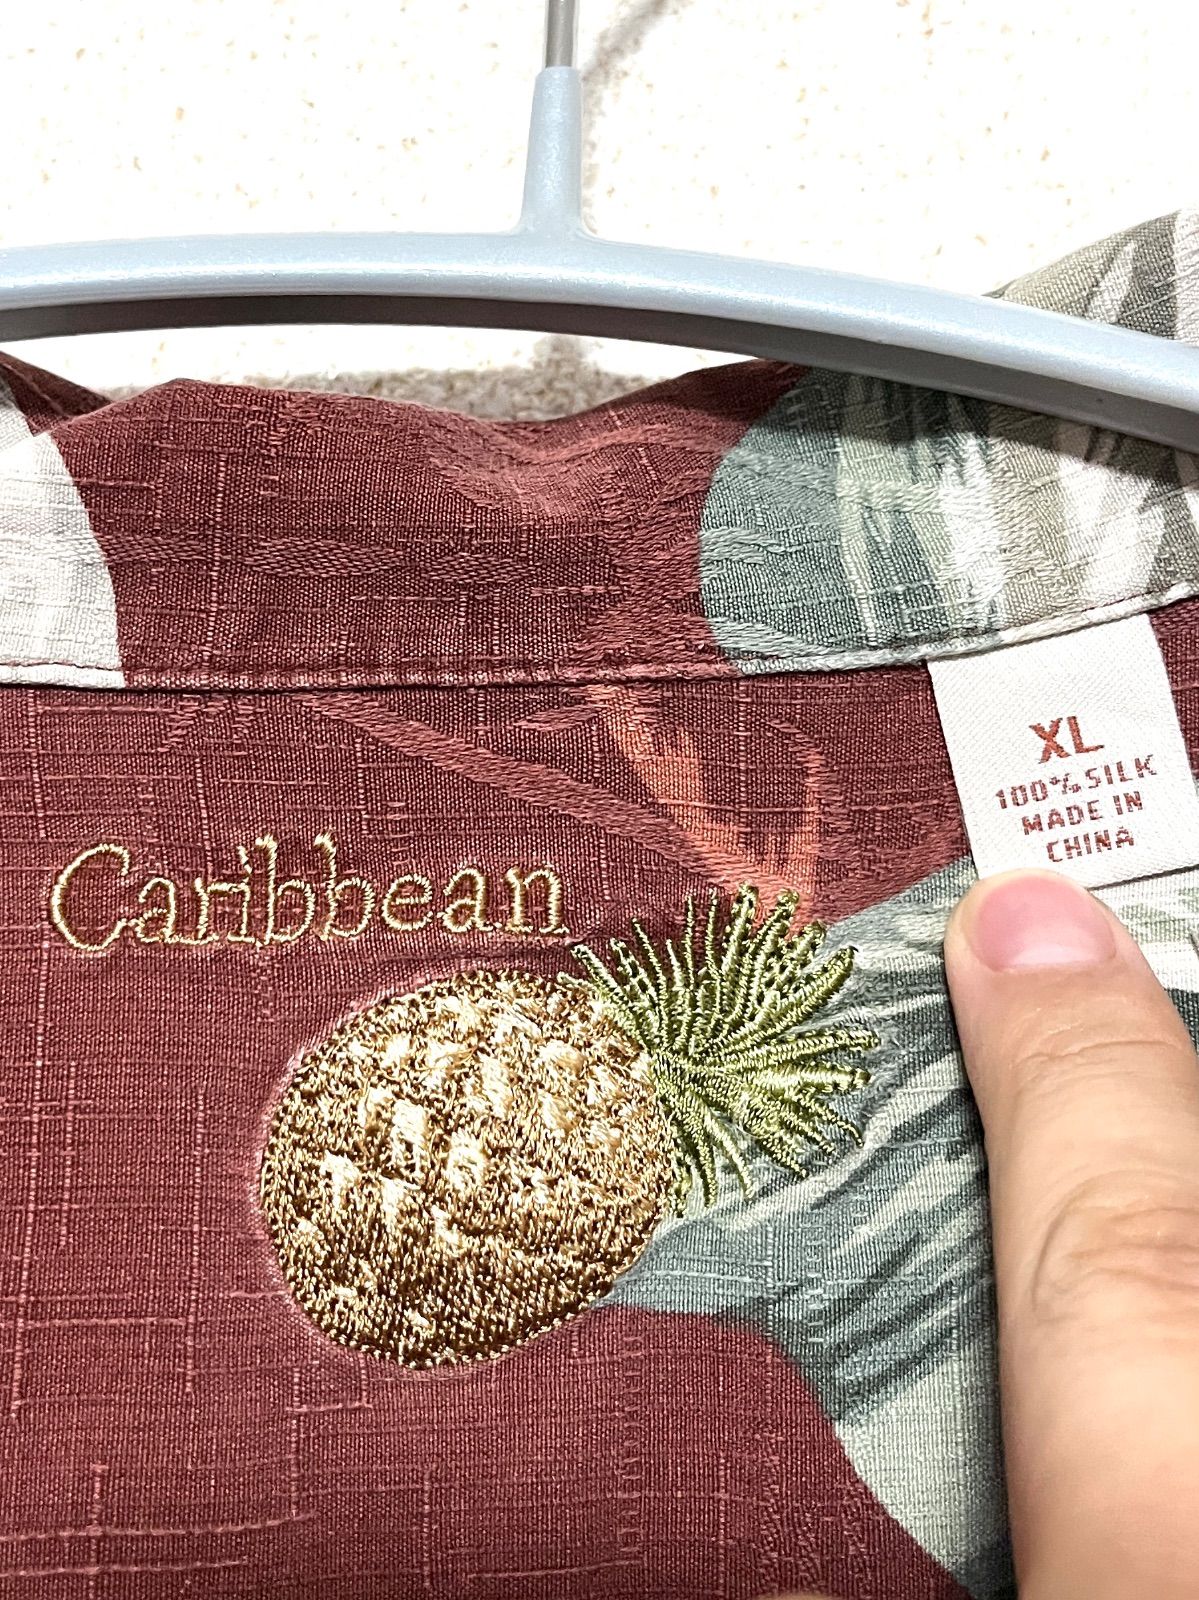 Caribbean
XL
100% SILK
MADE IN
CHINA